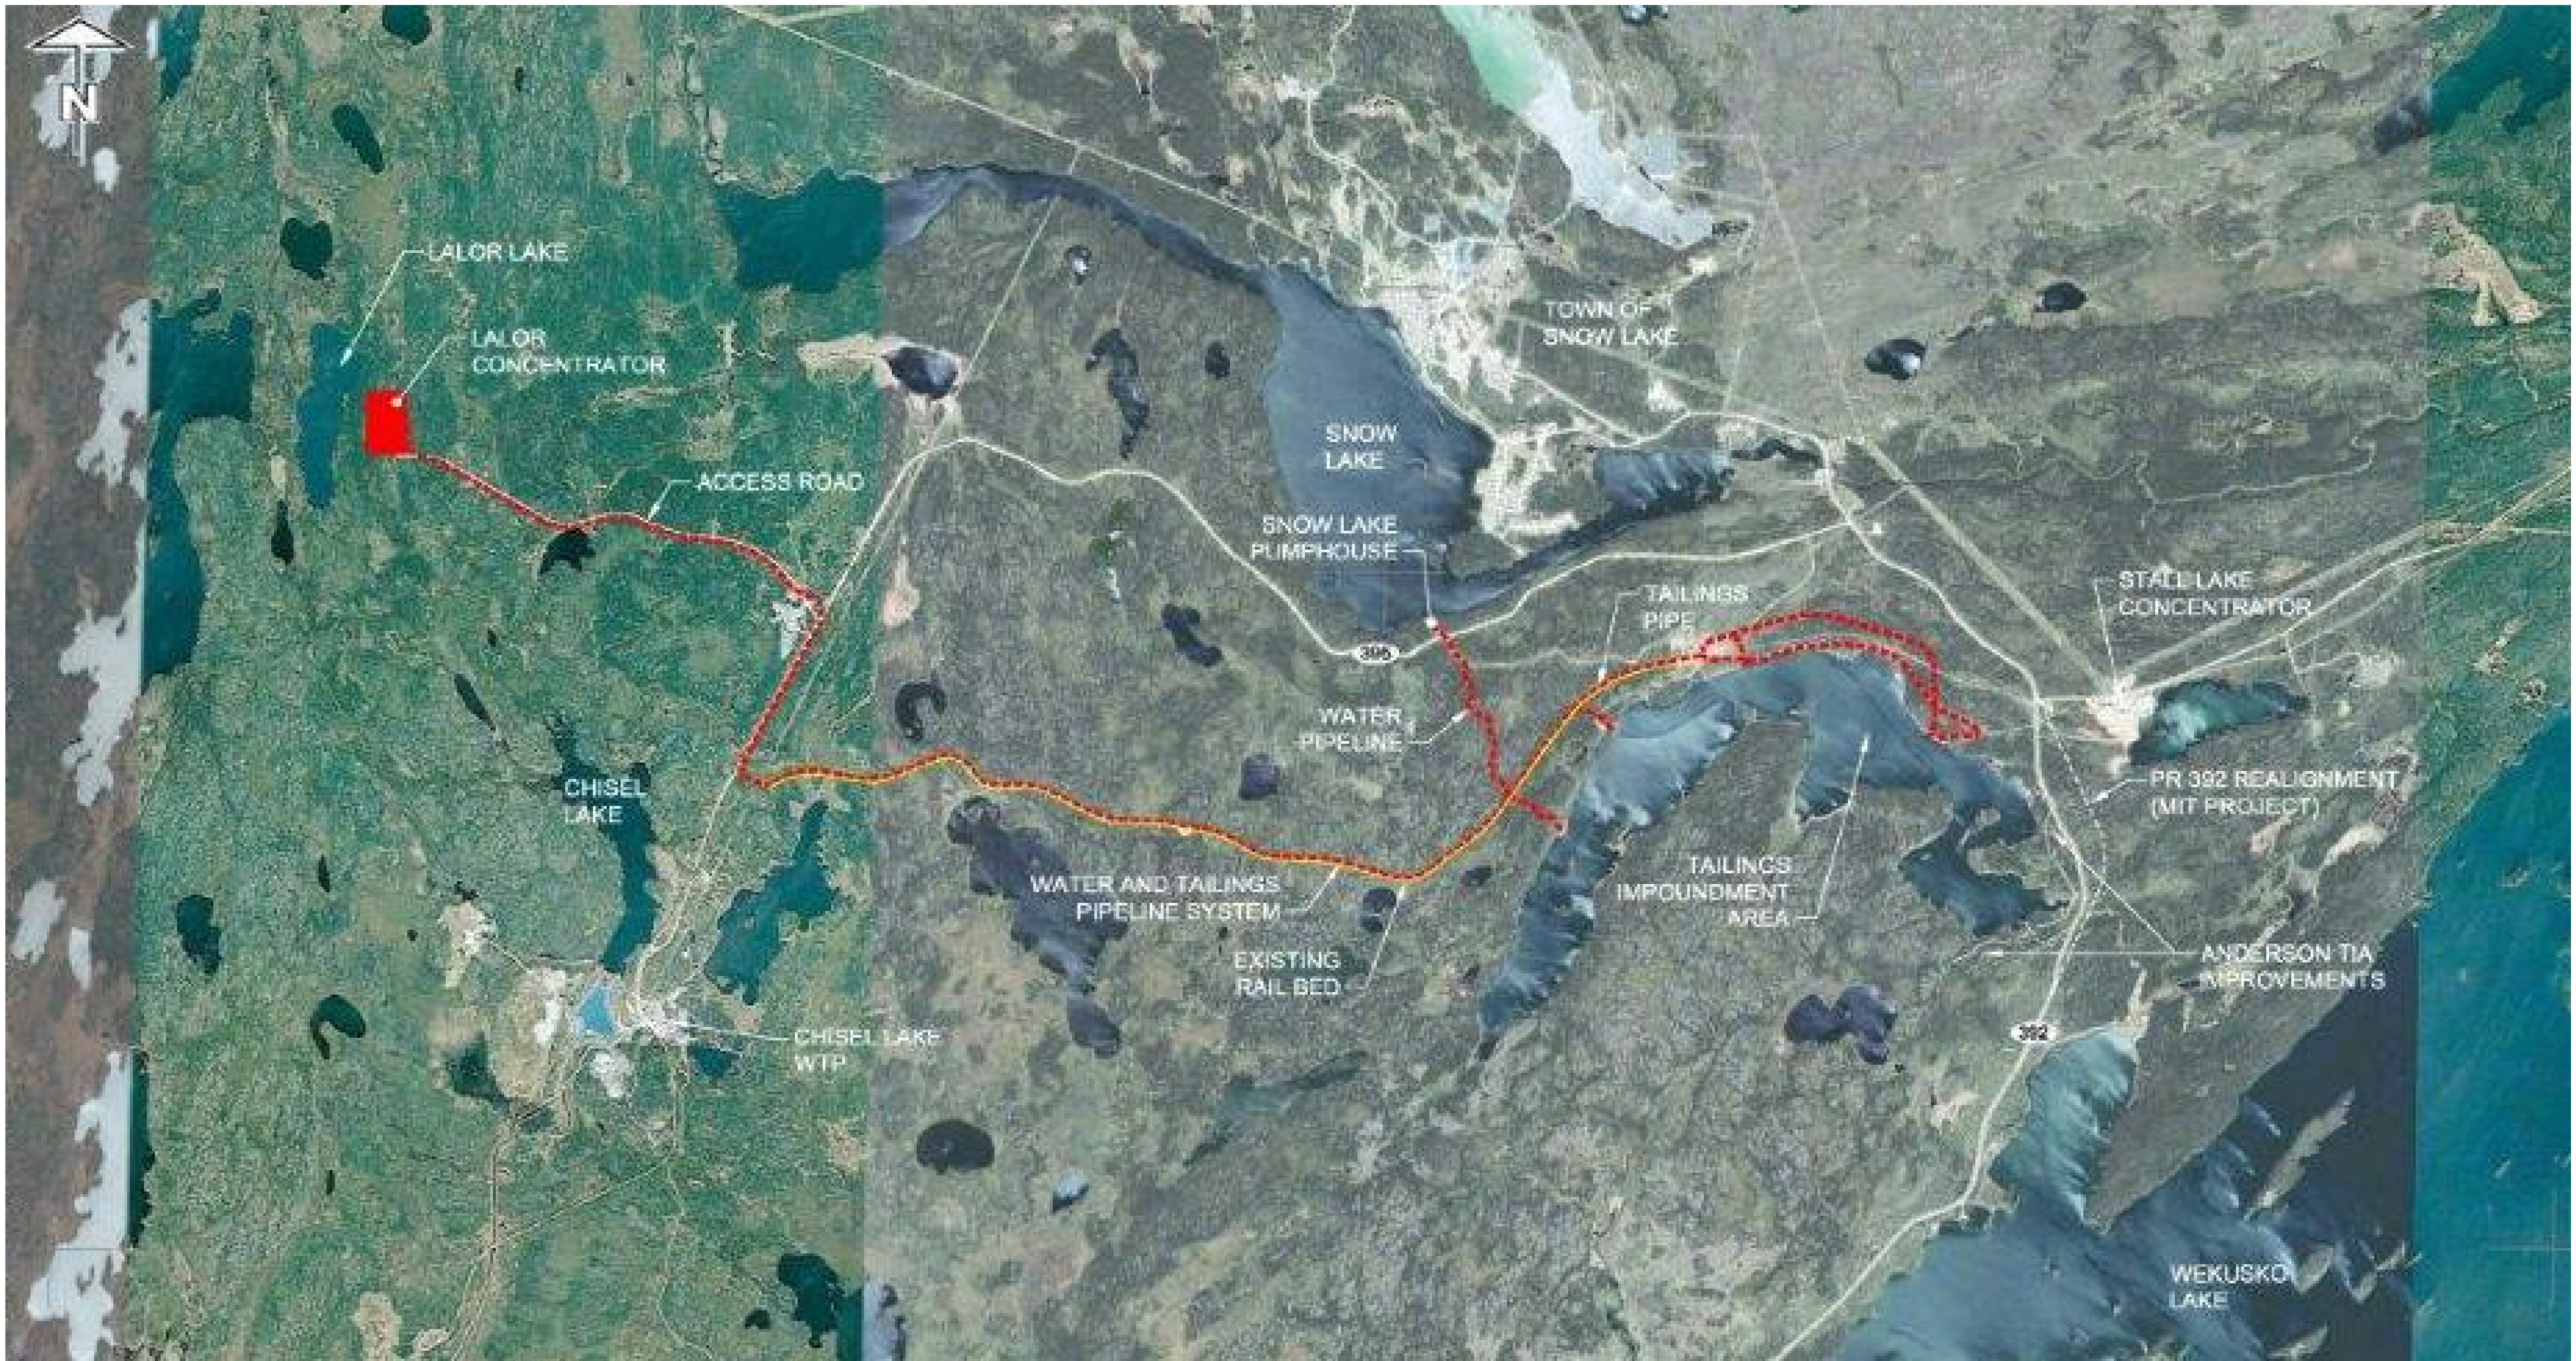 N
LALOR LAKE
LALOR
CONCENTRATOR
TOWN OF
SNOW LAKE
SNOW
LAKE
ACCESS ROAD
SNOW LAKE
PUMPHOUSE
TAILINGS
PIPE
STALL LAKE
CONCENTRATOR
395
WATER
PIPELINE
CHISEL
LAKE
PR 392 REALIGNMENT
(MIT PROJECT)
WATER AND TAILINGS
PIPELINE SYSTEM
TAILINGS
IMPOUNDMENT
AREA
EXISTING
RAIL BED
ANDERSON TIA
IMPROVEMENTS
CHISEL LAKE
WTP
392
WEKUSKO
LAKE